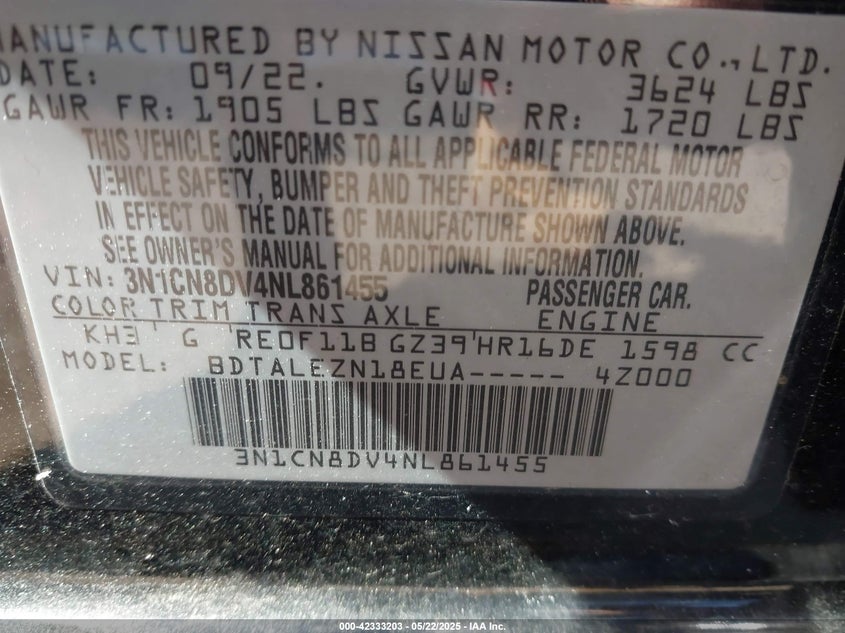 MANUFACTURED BY NISSAN MOTOR CO., LTD.
DATE: 09/22. GVWR: 3624 LBS
GAWR FR: 1905 LBS GAWR RR: 1720 LBS
THIS VEHICLE CONFORMS TO ALL APPLICABLE FEDERAL MOTOR
VEHICLE SAFETY, BUMPER AND THEFT PREVENTION STANDARDS
IN EFFECT ON THE DATE OF MANUFACTURE SHOWN ABOVE.
SEE OWNER'S MANUAL FOR ADDITIONAL INFORMATION.
VIN: 3N1CN8DV4NL861455 PASSENGER CAR.
COLOR TRIM TRANS AXLE ENGINE
KH3 G RE0F11B GZ39 HR16DE 1598 CC
MODEL: BDTALEZN18EUA----- 4Z000
3N1CN8DV4NL861455
000-42333203 - 05/22/2025 - IAA Inc.